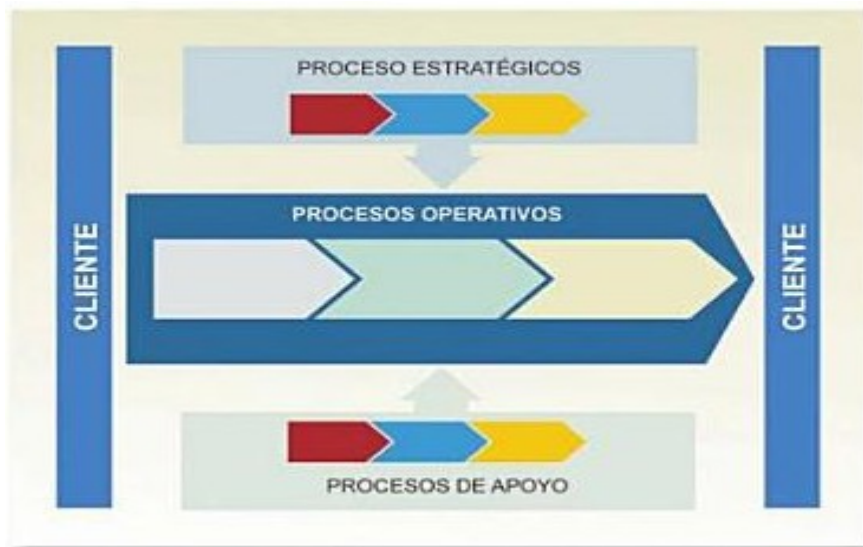 PROCESO ESTRATÉGICOS
CLIENTE
PROCESOS OPERATIVOS
CLIENTE
PROCESOS DE APOYO